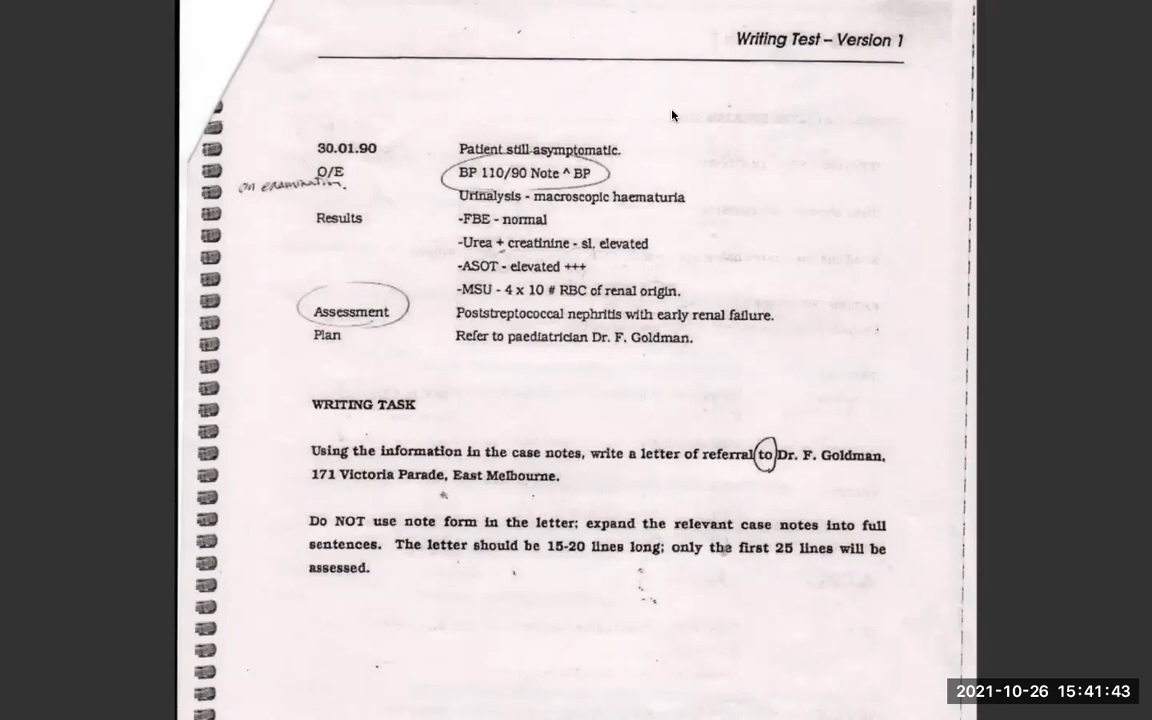 Writing Test – Version 1
30.01.90 Patient still asymptomatic.
O/E BP 110/90 Note ^ BP
on examination.
Urinalysis - macroscopic haematuria
Results -FBE - normal
-Urea + creatinine - sl. elevated
-ASOT - elevated +++
-MSU - 4 x 10 # RBC of renal origin.
Assessment Poststreptococcal nephritis with early renal failure.
Plan Refer to paediatrician Dr. F. Goldman.
WRITING TASK
Using the information in the case notes, write a letter of referral to Dr. F. Goldman,
171 Victoria Parade, East Melbourne.
Do NOT use note form in the letter; expand the relevant case notes into full
sentences. The letter should be 15-20 lines long; only the first 25 lines will be
assessed.
2021-10-26 15:41:43